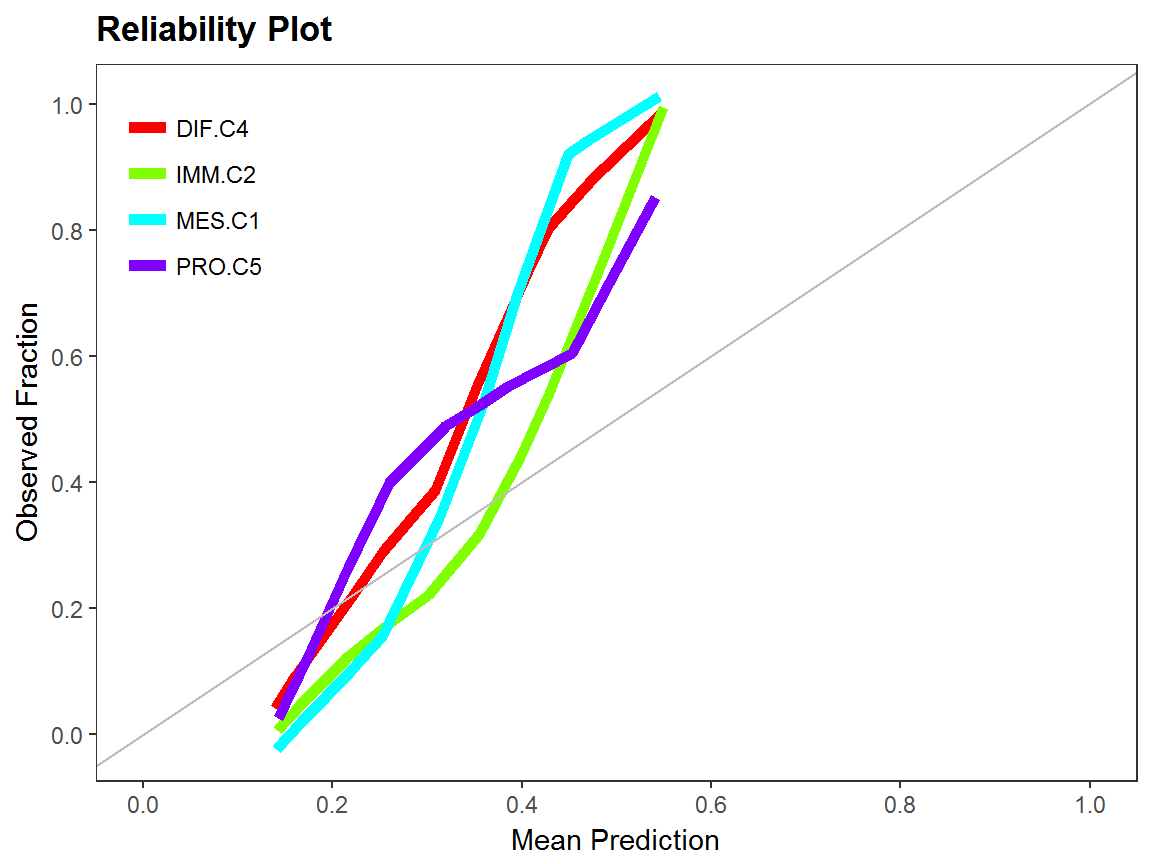 Reliability Plot
1.0
0.8
0.6
0.4
0.2
0.0
Observed Fraction
DIF.C4
IMM.C2
MES.C1
PRO.C5
0.0 0.2 0.4 0.6 0.8 1.0
Mean Prediction